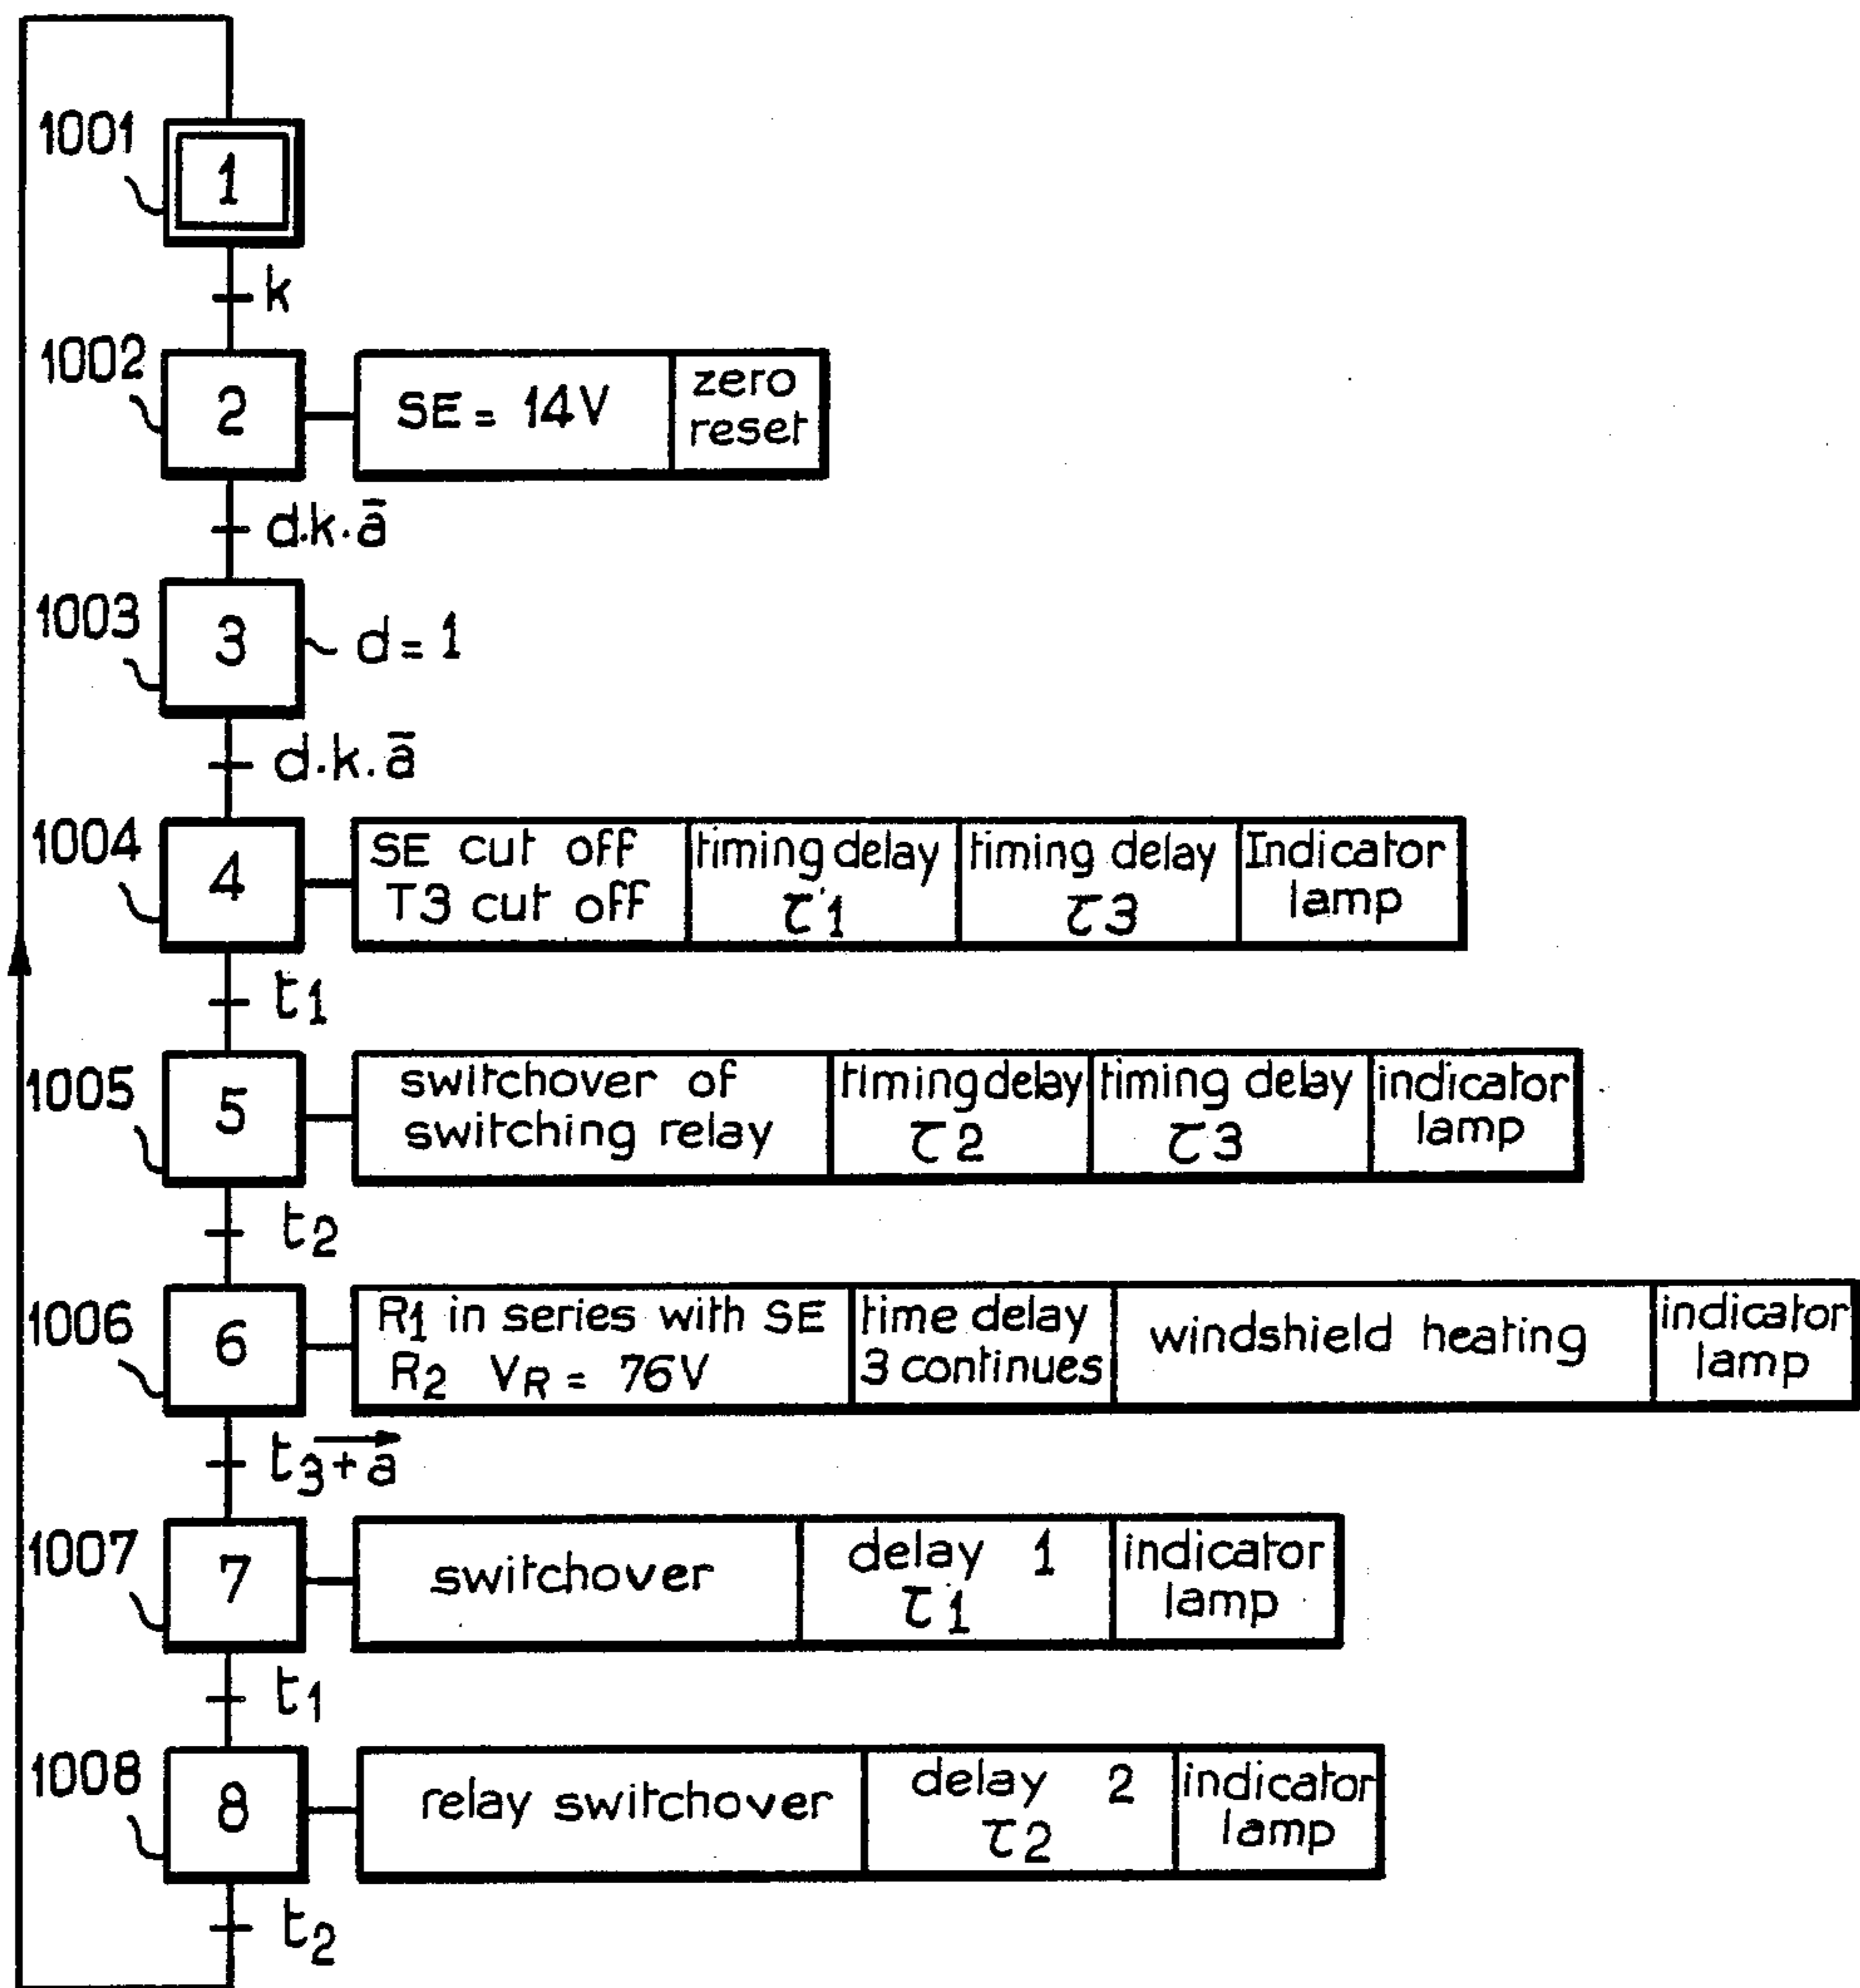 1001
1
k
1002
2
SE = 14V
zero
reset
d.k.ā
1003
3
d = 1
d.k.ā
1004
4
SE cut off
T3 cut off
timing delay
τ1
timing delay
τ3
Indicator
lamp
t1
1005
5
switchover of
switching relay
timing delay
τ2
timing delay
τ3
indicator
lamp
t2
1006
6
R1 in series with SE
R2 VR = 76V
time delay
3 continues
windshield heating
indicator
lamp
t3+a
1007
7
switchover
delay 1
τ1
indicator
lamp
t1
1008
8
relay switchover
delay 2
τ2
indicator
lamp
t2